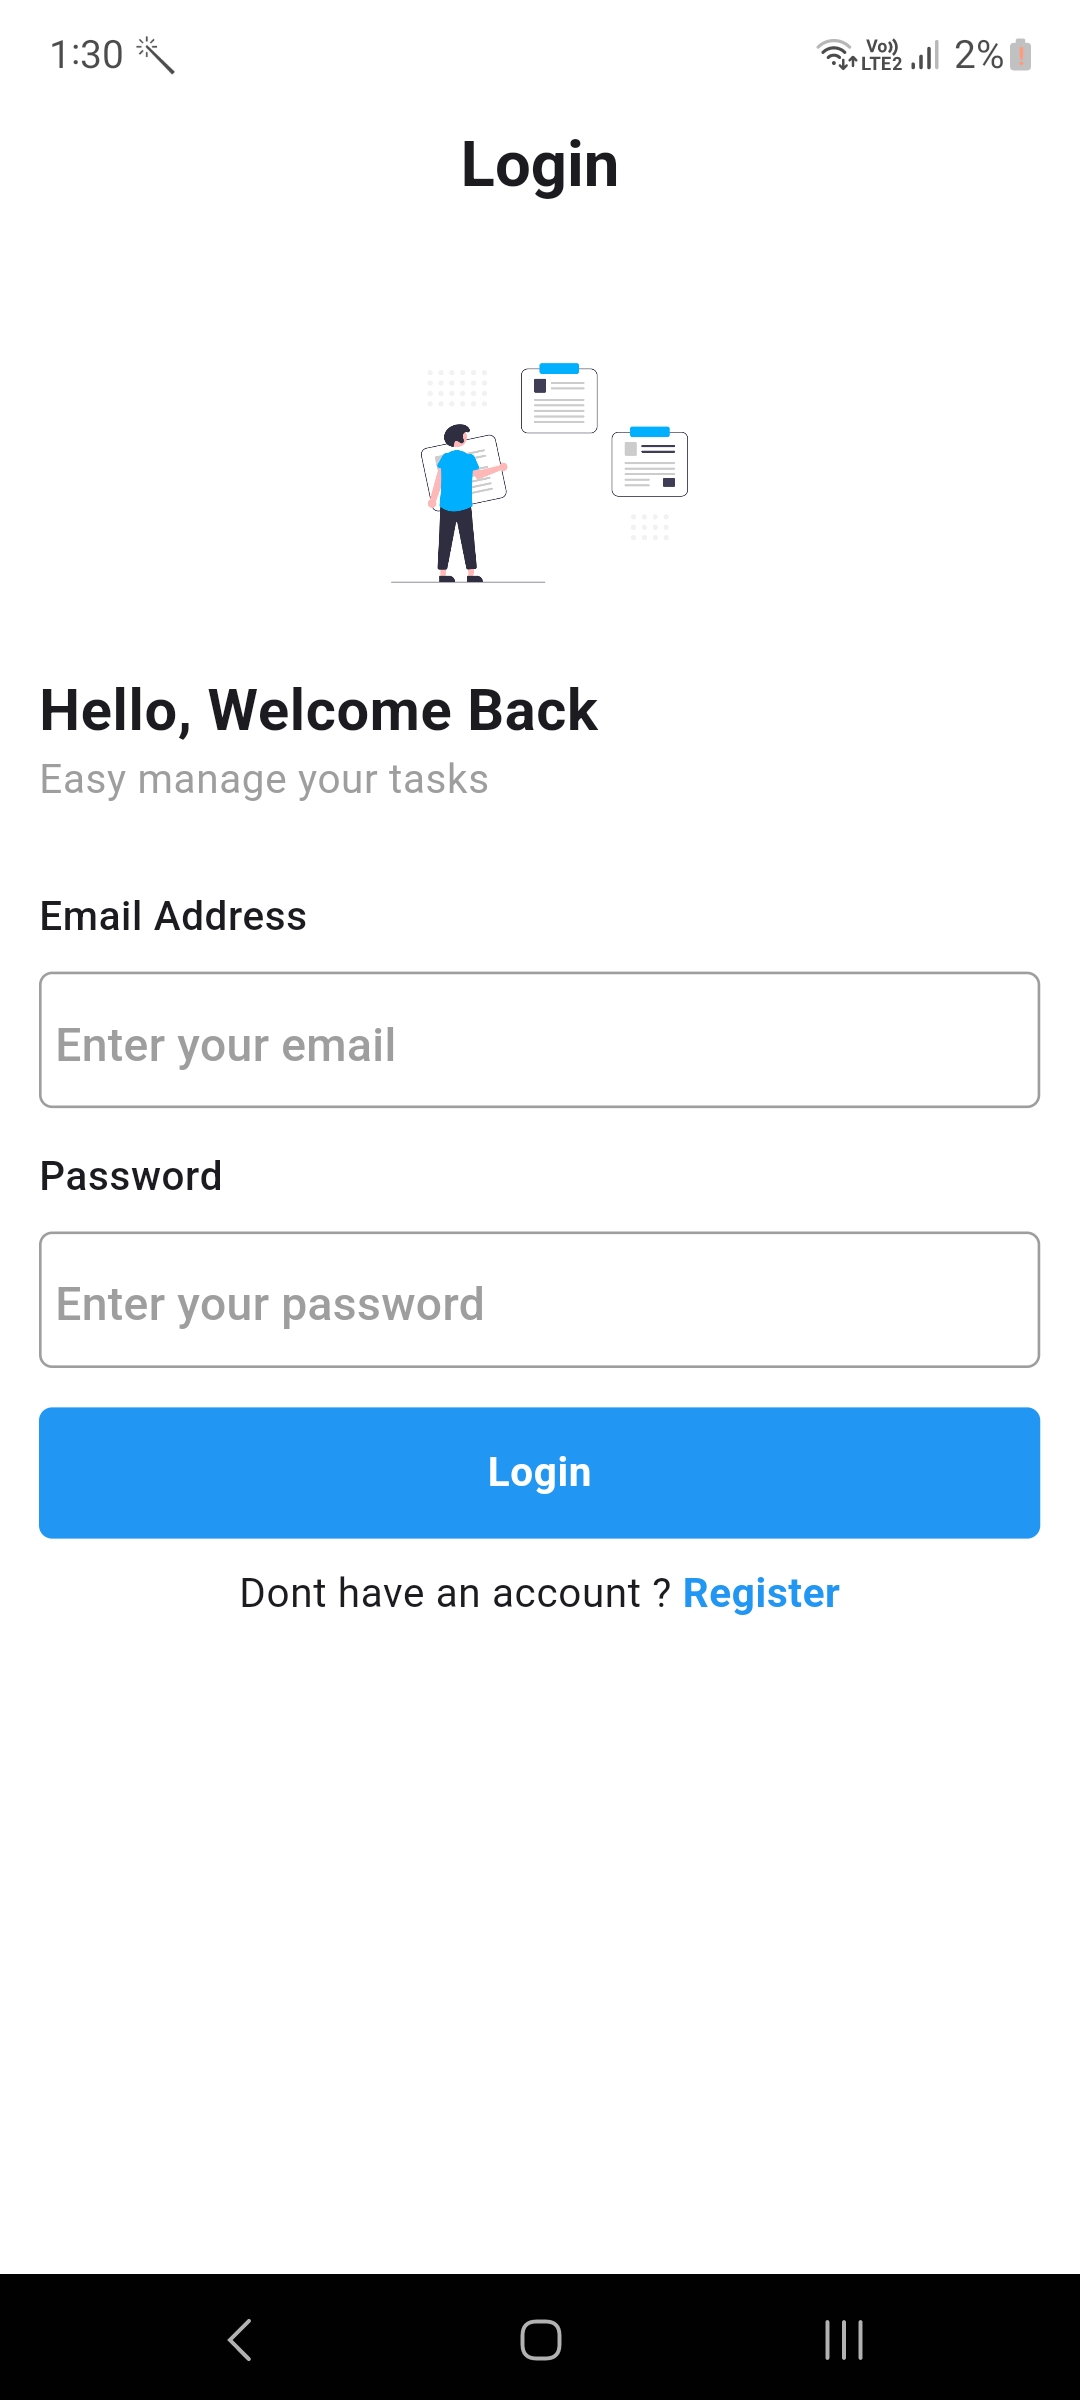 1:30 Vo)) LTE2 2%
Login
Hello, Welcome Back
Easy manage your tasks
Email Address
Enter your email
Password
Enter your password
Login
Dont have an account ? Register